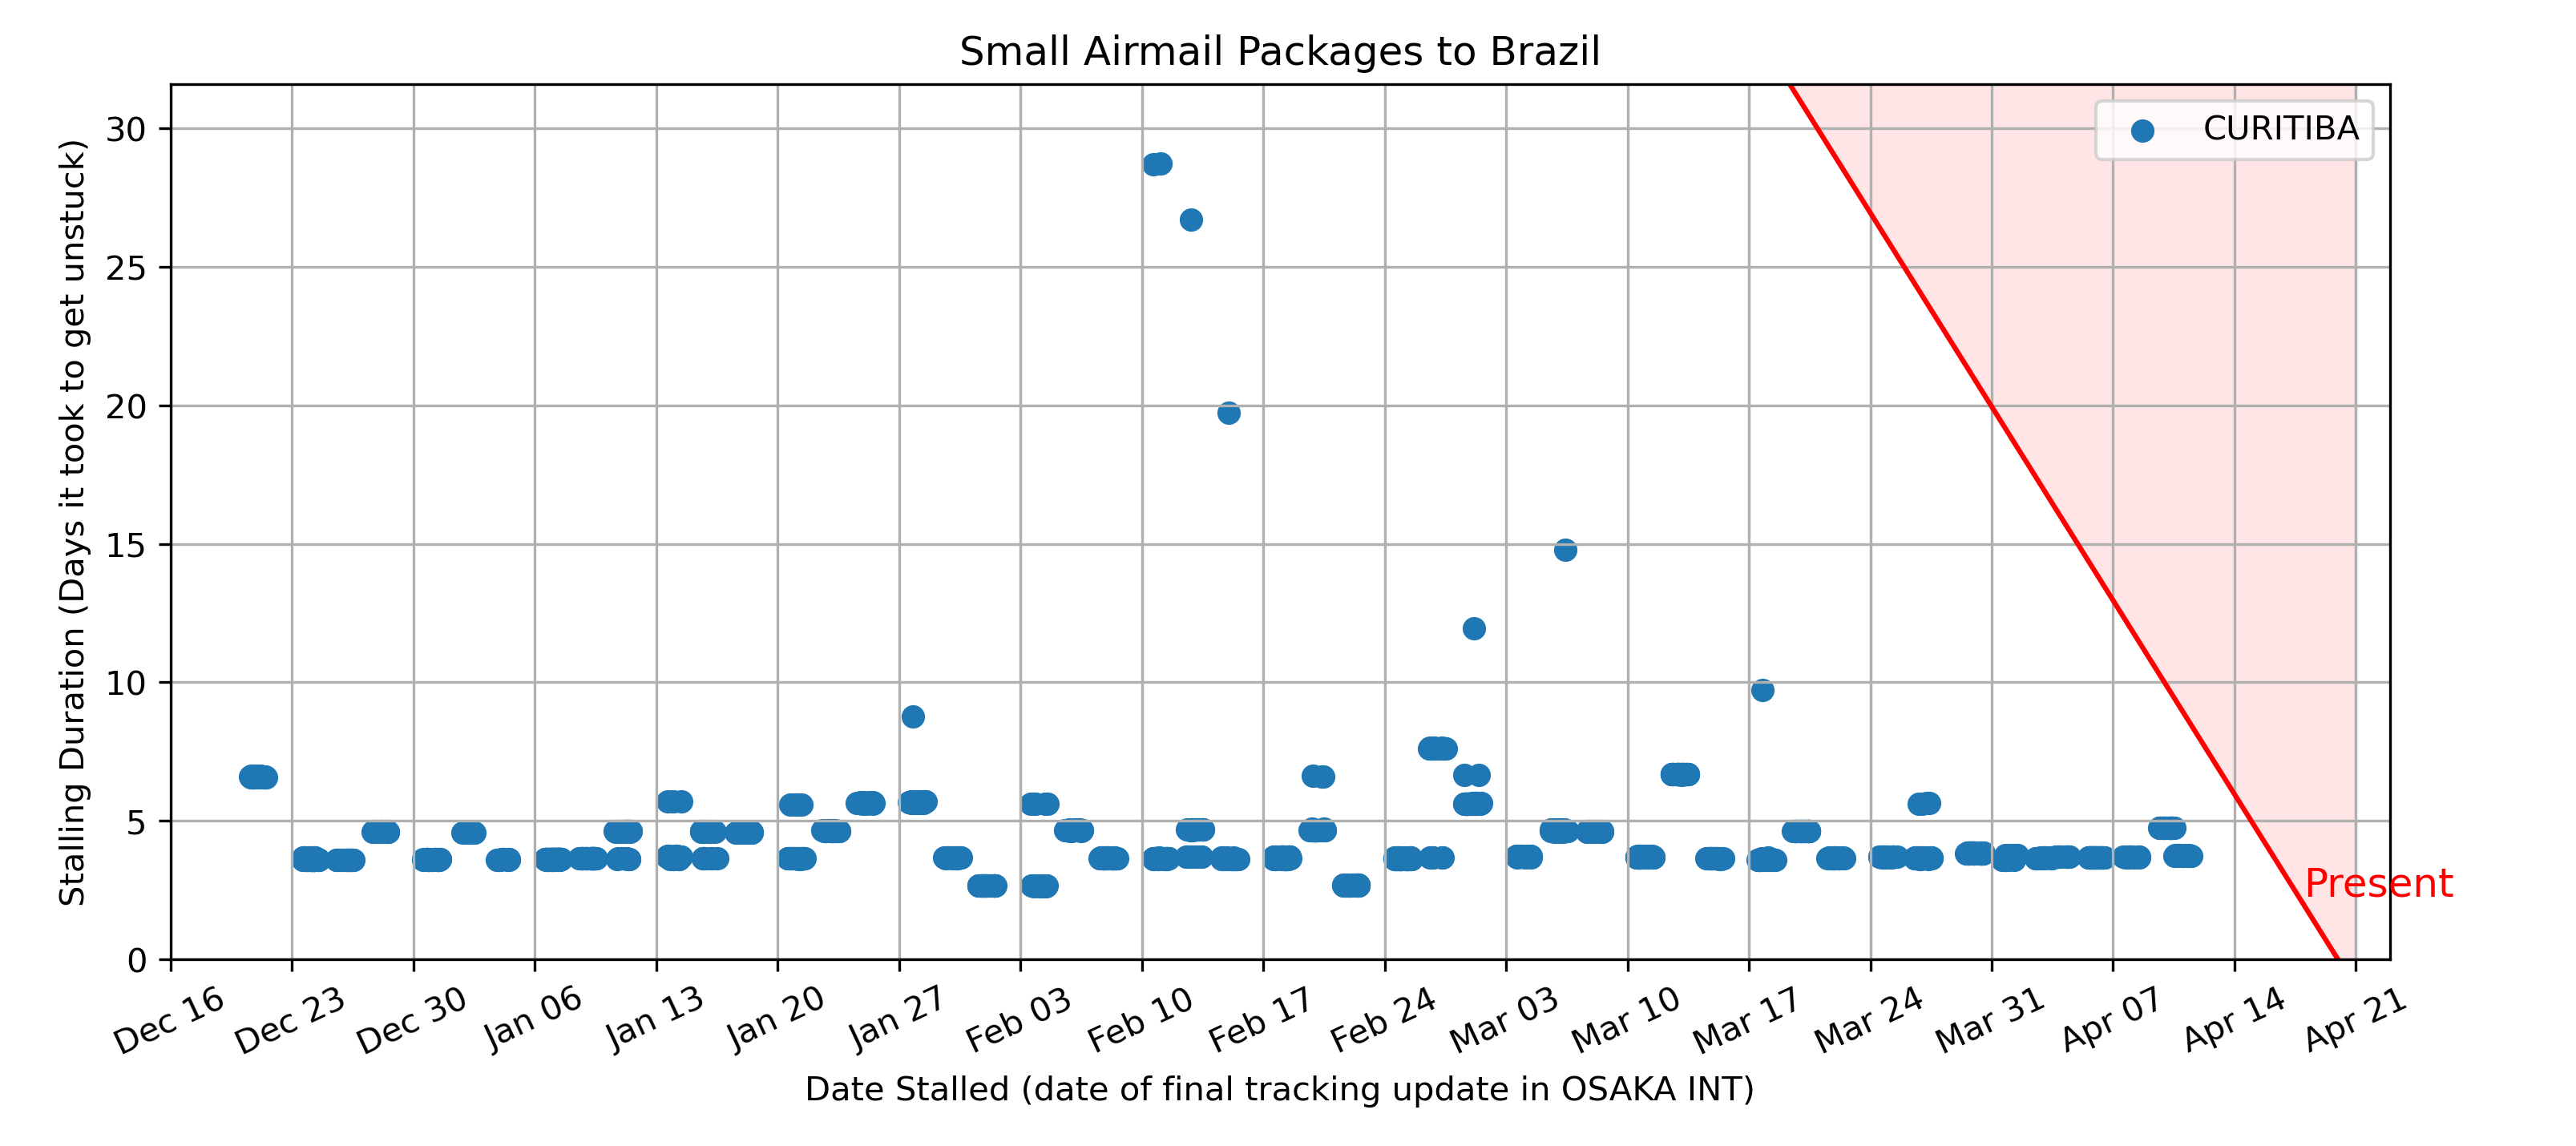 Small Airmail Packages to Brazil
CURITIBA
Stalling Duration (Days it took to get unstuck)
30
25
20
15
10
5
0
Present
Dec 16
Dec 23
Dec 30
Jan 06
Jan 13
Jan 20
Jan 27
Feb 03
Feb 10
Feb 17
Feb 24
Mar 03
Mar 10
Mar 17
Mar 24
Mar 31
Apr 07
Apr 14
Apr 21
Date Stalled (date of final tracking update in OSAKA INT)